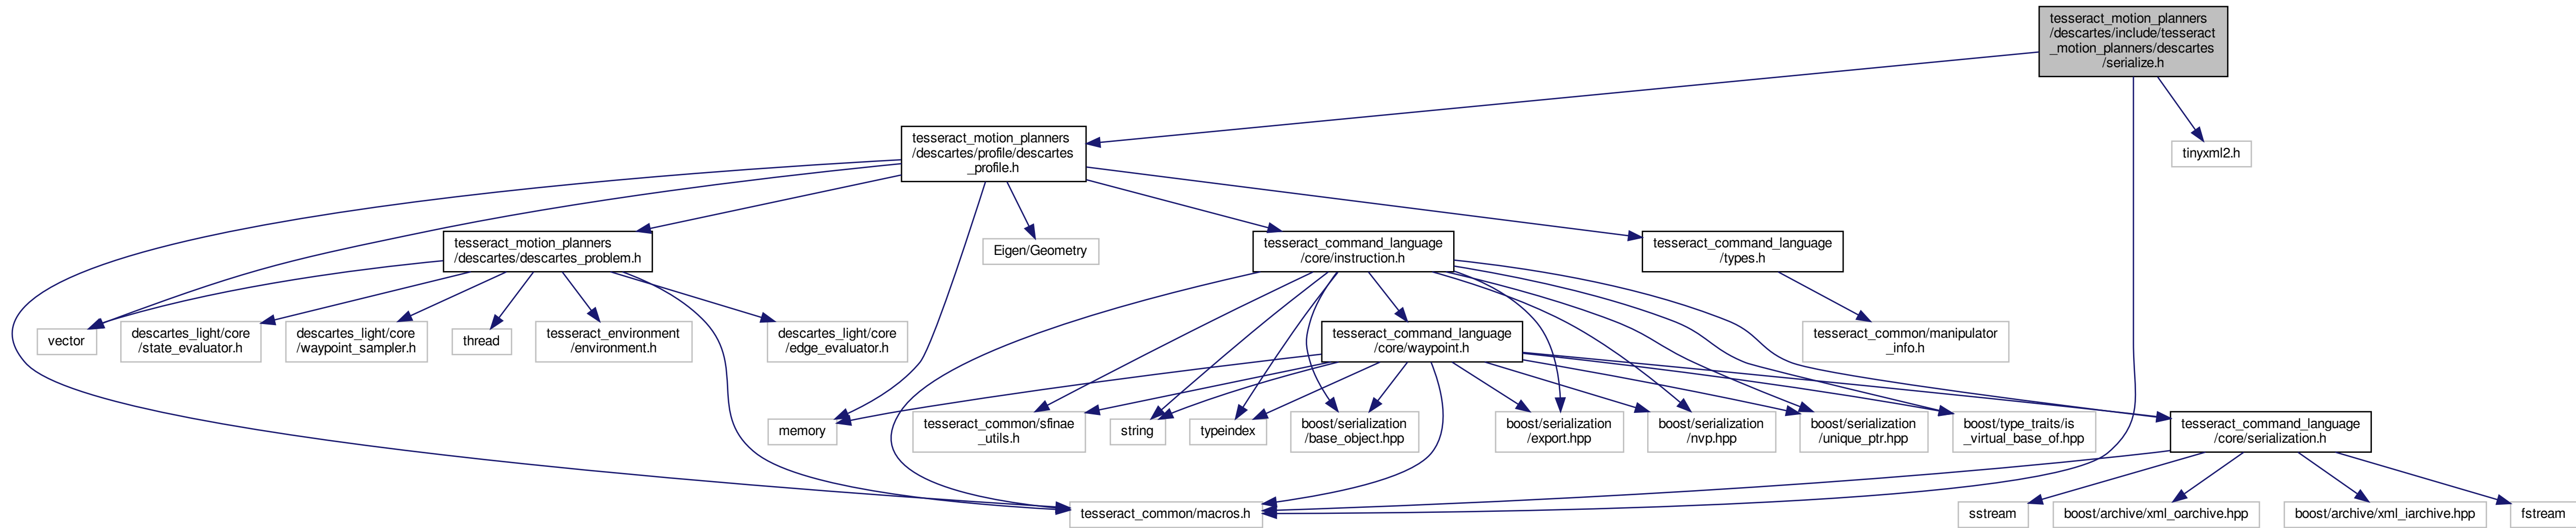 tesseract_motion_planners
/descartes/include/tesseract
_motion_planners/descartes
/serialize.h
tesseract_motion_planners
/descartes/profile/descartes
_profile.h
tinyxml2.h
tesseract_motion_planners
/descartes/descartes_problem.h
Eigen/Geometry
tesseract_command_language
/core/instruction.h
tesseract_command_language
/types.h
vector
descartes_light/core
/state_evaluator.h
descartes_light/core
/waypoint_sampler.h
thread
tesseract_environment
/environment.h
descartes_light/core
/edge_evaluator.h
tesseract_command_language
/core/waypoint.h
tesseract_common/manipulator
_info.h
memory
tesseract_common/sfinae
_utils.h
string
typeindex
boost/serialization
/base_object.hpp
boost/serialization
/export.hpp
boost/serialization
/nvp.hpp
boost/serialization
/unique_ptr.hpp
boost/type_traits/is
_virtual_base_of.hpp
tesseract_command_language
/core/serialization.h
tesseract_common/macros.h
sstream
boost/archive/xml_oarchive.hpp
boost/archive/xml_iarchive.hpp
fstream